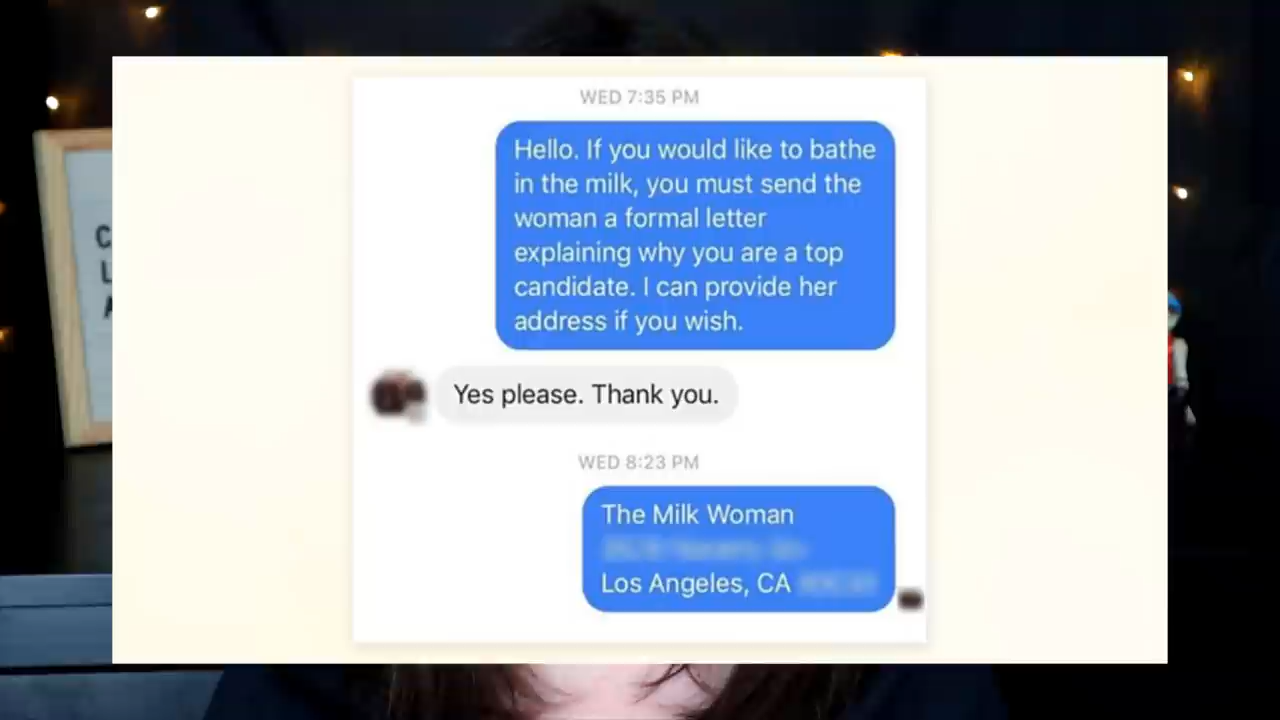 WED 7:35 PM
Hello. If you would like to bathe
in the milk, you must send the
woman a formal letter
explaining why you are a top
candidate. I can provide her
address if you wish.
Yes please. Thank you.
WED 8:23 PM
The Milk Woman
Los Angeles, CA
C
L
A